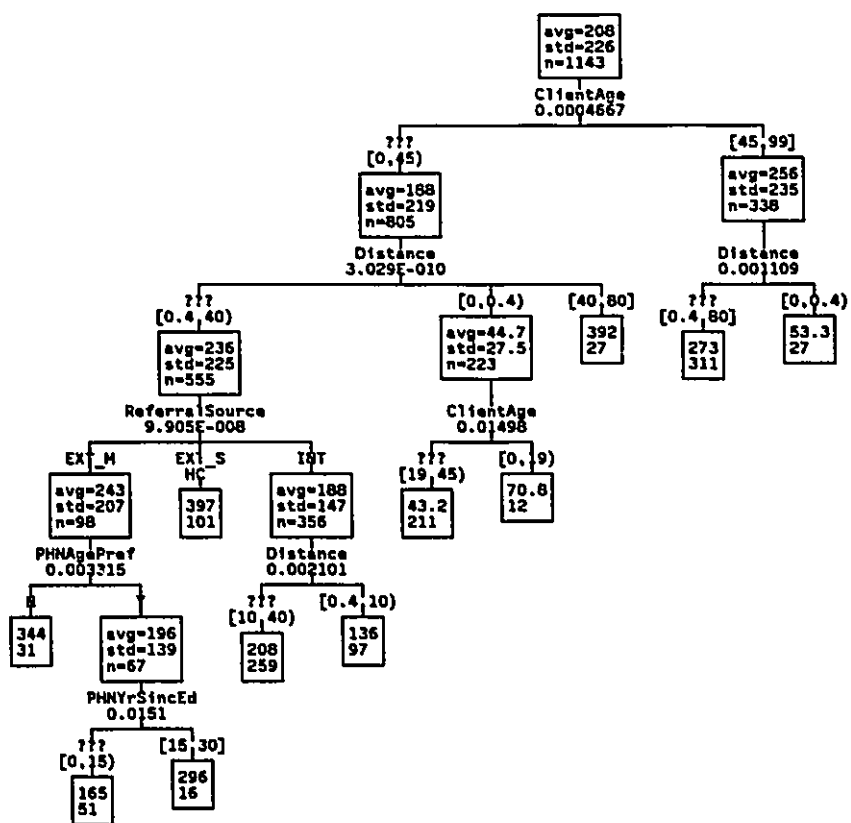 avg=208
std=226
n=1143
ClientAge
0.0004667
???
[0,45)
[45,99]
avg=188
std=219
n=805
avg=256
std=235
n=338
Distance
3.029E-010
Distance
0.001109
???
[0.4,40)
[0,0.4)
[40,80]
???
[0.4,80]
[0,0.4)
avg=236
std=225
n=555
avg=44.7
std=27.5
n=223
392
27
273
311
53.3
27
ReferralSource
9.905E-008
ClientAge
0.01498
EXT_M
EXT_S
HC
INT
???
[19,45)
[0,19)
avg=243
std=207
n=98
397
101
avg=188
std=147
n=356
43.2
211
70.8
12
PHNAgePref
0.003315
Distance
0.002101
N
Y
???
[10,40)
[0.4,10)
344
31
avg=196
std=139
n=67
208
259
136
97
PHNYrSincEd
0.0151
???
[0,15)
[15,30]
165
51
296
16